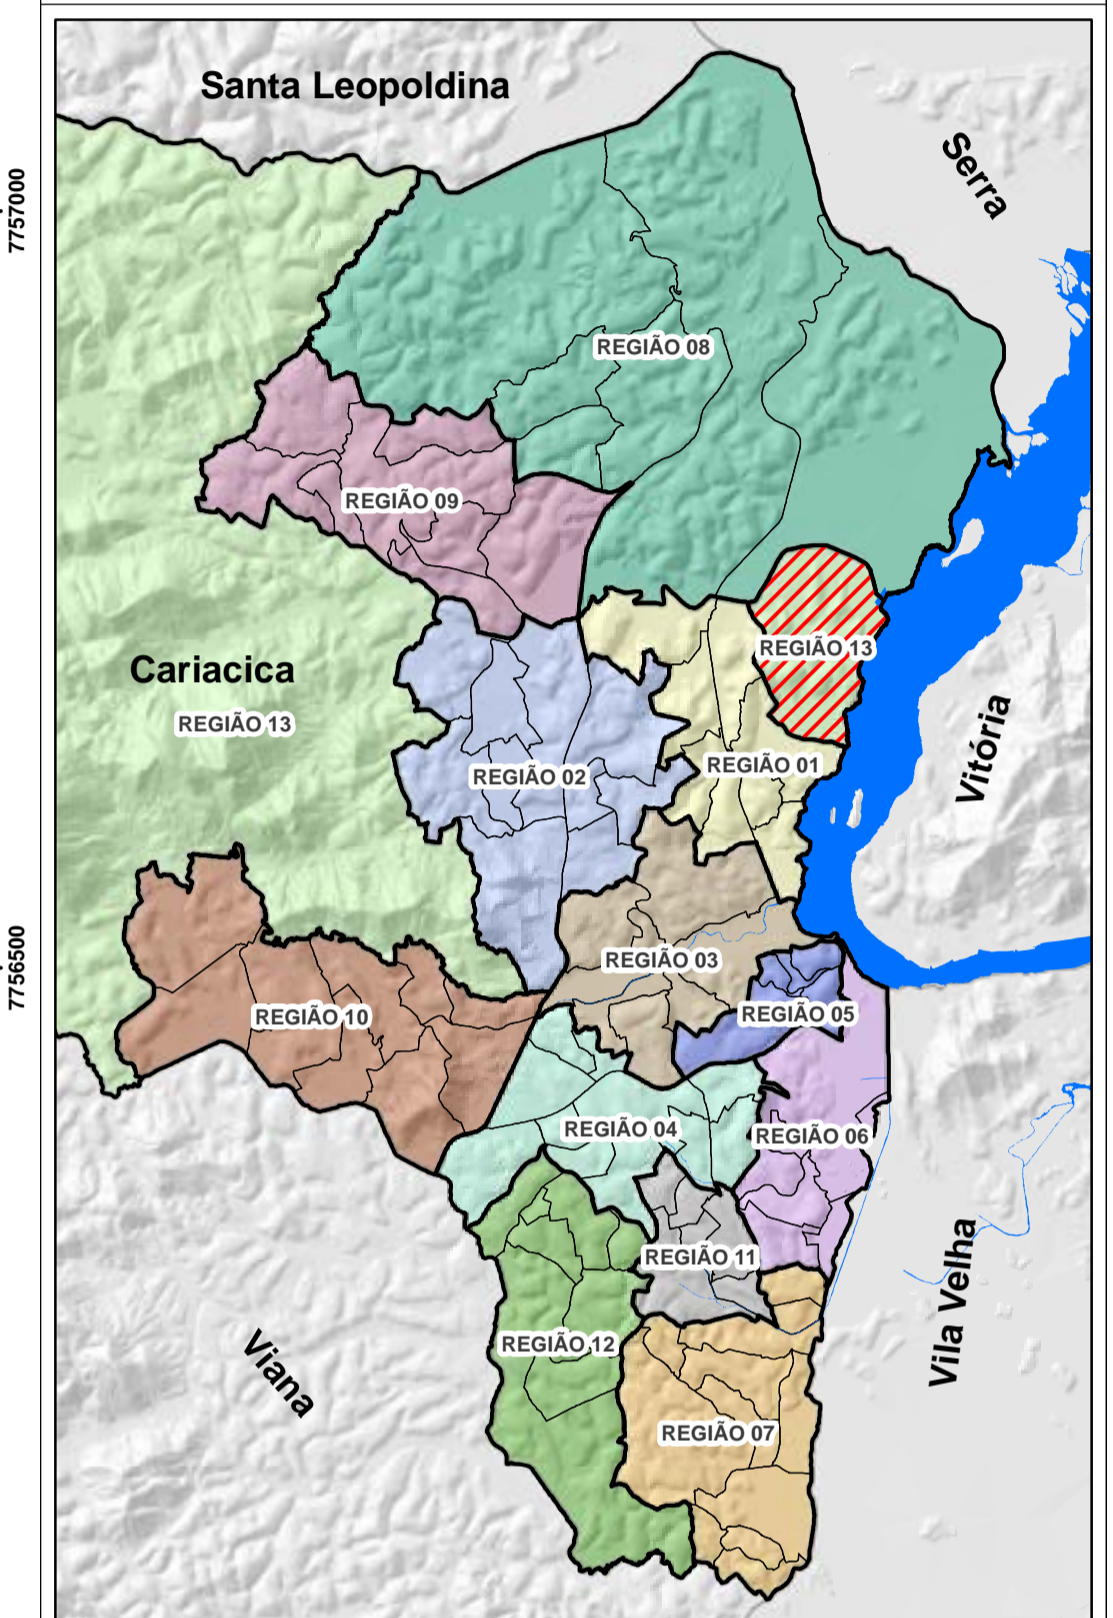 Santa Leopoldina
Serra
7757000
REGIÃO 08
REGIÃO 09
REGIÃO 13
Cariacica
REGIÃO 13
Vitória
REGIÃO 01
REGIÃO 02
REGIÃO 03
7756500
REGIÃO 10
REGIÃO 05
REGIÃO 04
REGIÃO 06
REGIÃO 11
Vila Velha
REGIÃO 12
Viana
REGIÃO 07